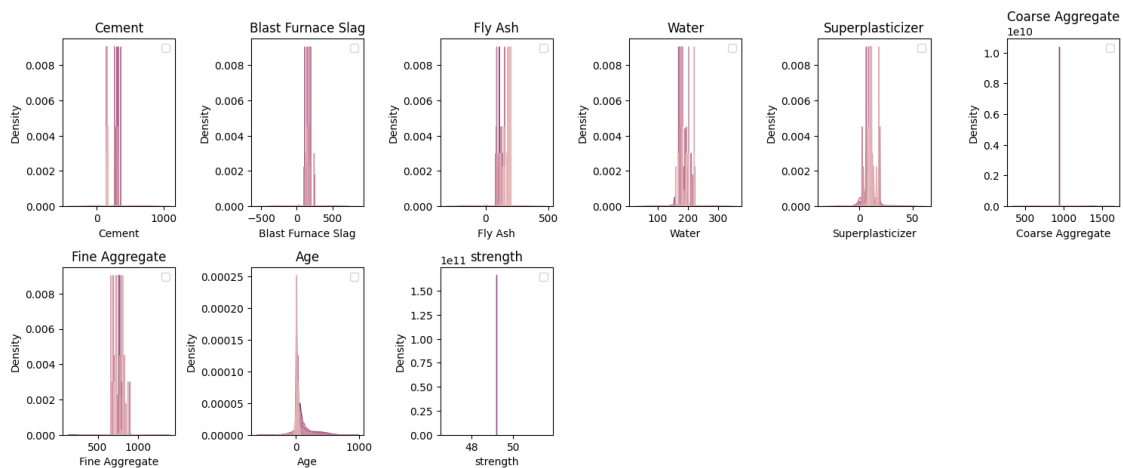 Cement
Density
0.008
0.006
0.004
0.002
0.000
0
1000
Cement
Blast Furnace Slag
Density
0.008
0.006
0.004
0.002
0.000
−500
0
500
Blast Furnace Slag
Fly Ash
Density
0.008
0.006
0.004
0.002
0.000
0
500
Fly Ash
Water
Density
0.008
0.006
0.004
0.002
0.000
100
200
300
Water
Superplasticizer
Density
0.008
0.006
0.004
0.002
0.000
0
50
Superplasticizer
Coarse Aggregate
1e10
Density
1.0
0.8
0.6
0.4
0.2
0.0
500
1000
1500
Coarse Aggregate
Fine Aggregate
Density
0.008
0.006
0.004
0.002
0.000
500
1000
Fine Aggregate
Age
Density
0.00025
0.00020
0.00015
0.00010
0.00005
0.00000
0
1000
Age
strength
1e11
Density
1.50
1.25
1.00
0.75
0.50
0.25
0.00
48
50
strength